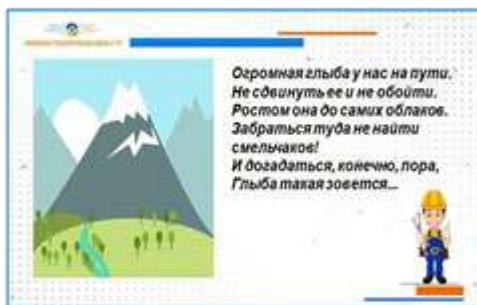 Огромная глыба у нас на пути,
Не сдвинуть ее и не обойти.
Ростом она до самих облаков.
Забраться туда не найти
смельчаков!
И догадаться, конечно, пора,
Глыба такая зовется...